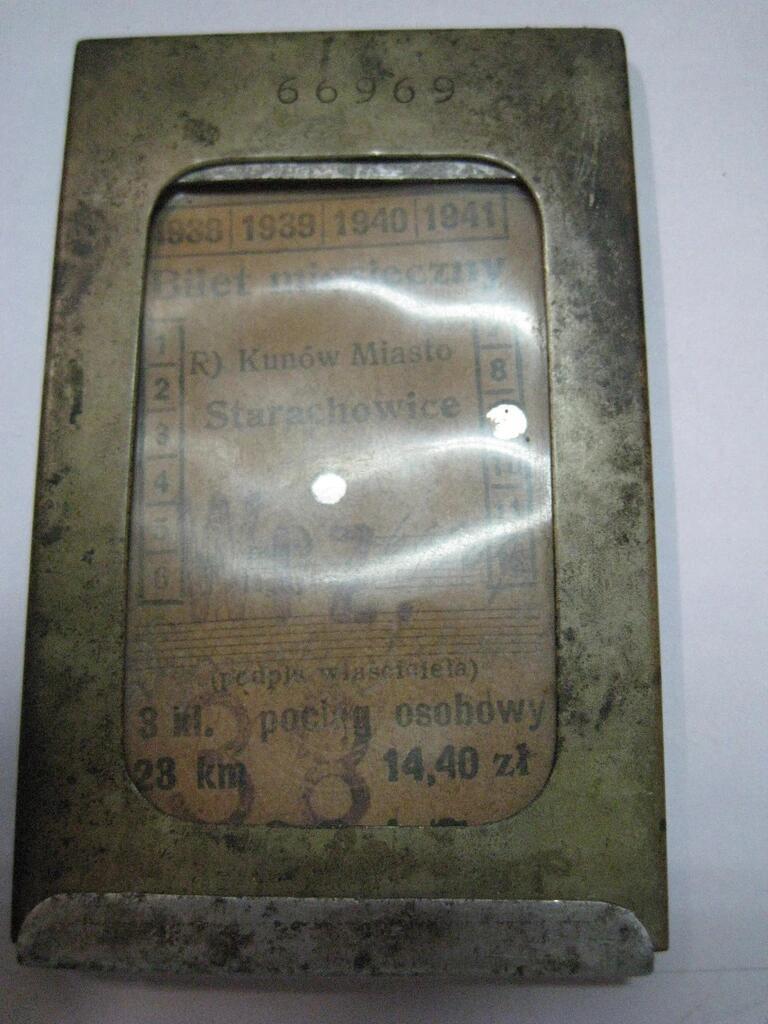 66969
1938 1939 1940 1941
Bilet miesięczny
1
2
3
4
5
6
8
R) Kunów Miasto
Starachowice
(podpis właściciela)
3 kl. pociąg osobowy
28 km 14,40 zł